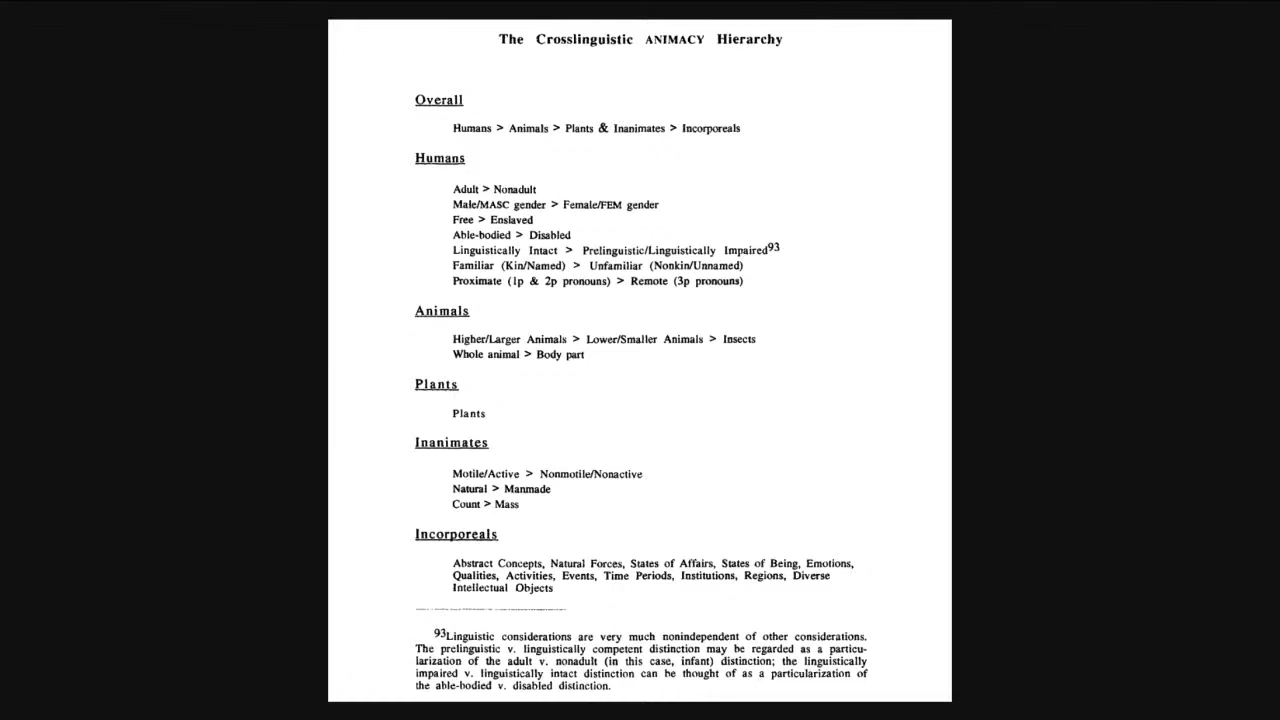 The Crosslinguistic ANIMACY Hierarchy
Overall
Humans > Animals > Plants & Inanimates > Incorporeals
Humans
Adult > Nonadult
Male/MASC gender > Female/FEM gender
Free > Enslaved
Able-bodied > Disabled
Linguistically Intact > Prelinguistic/Linguistically Impaired93
Familiar (Kin/Named) > Unfamiliar (Nonkin/Unnamed)
Proximate (1p & 2p pronouns) > Remote (3p pronouns)
Animals
Higher/Larger Animals > Lower/Smaller Animals > Insects
Whole animal > Body part
Plants
Plants
Inanimates
Motile/Active > Nonmotile/Nonactive
Natural > Manmade
Count > Mass
Incorporeals
Abstract Concepts, Natural Forces, States of Affairs, States of Being, Emotions,
Qualities, Activities, Events, Time Periods, Institutions, Regions, Diverse
Intellectual Objects
93Linguistic considerations are very much nonindependent of other considerations.
The prelinguistic v. linguistically competent distinction may be regarded as a particu-
larization of the adult v. nonadult (in this case, infant) distinction; the linguistically
impaired v. linguistically intact distinction can be thought of as a particularization of
the able-bodied v. disabled distinction.